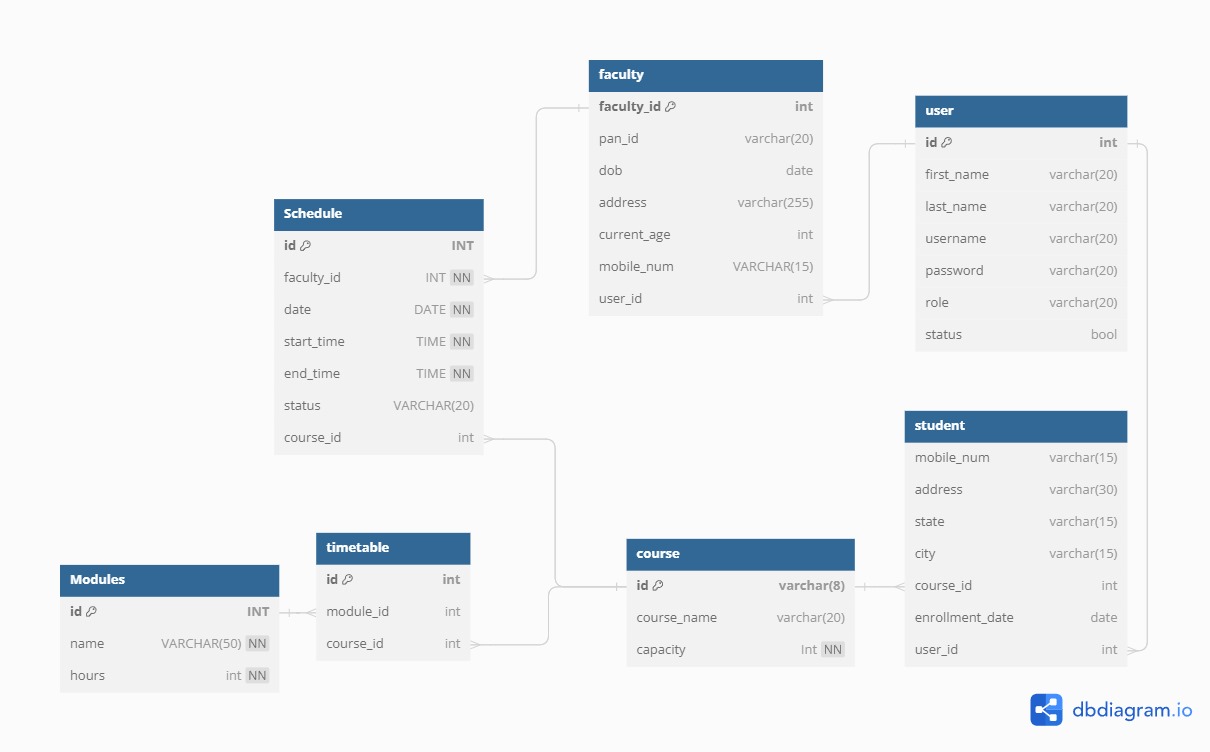 faculty
faculty_id int
pan_id varchar(20)
dob date
address varchar(255)
current_age int
mobile_num VARCHAR(15)
user_id int
user
id int
first_name varchar(20)
last_name varchar(20)
username varchar(20)
password varchar(20)
role varchar(20)
status bool
Schedule
id INT
faculty_id INT NN
date DATE NN
start_time TIME NN
end_time TIME NN
status VARCHAR(20)
course_id int
student
mobile_num varchar(15)
address varchar(30)
state varchar(15)
city varchar(15)
course_id int
enrollment_date date
user_id int
timetable
id int
module_id int
course_id int
course
id varchar(8)
course_name varchar(20)
capacity Int NN
Modules
id INT
name VARCHAR(50) NN
hours int NN
dbdiagram.io